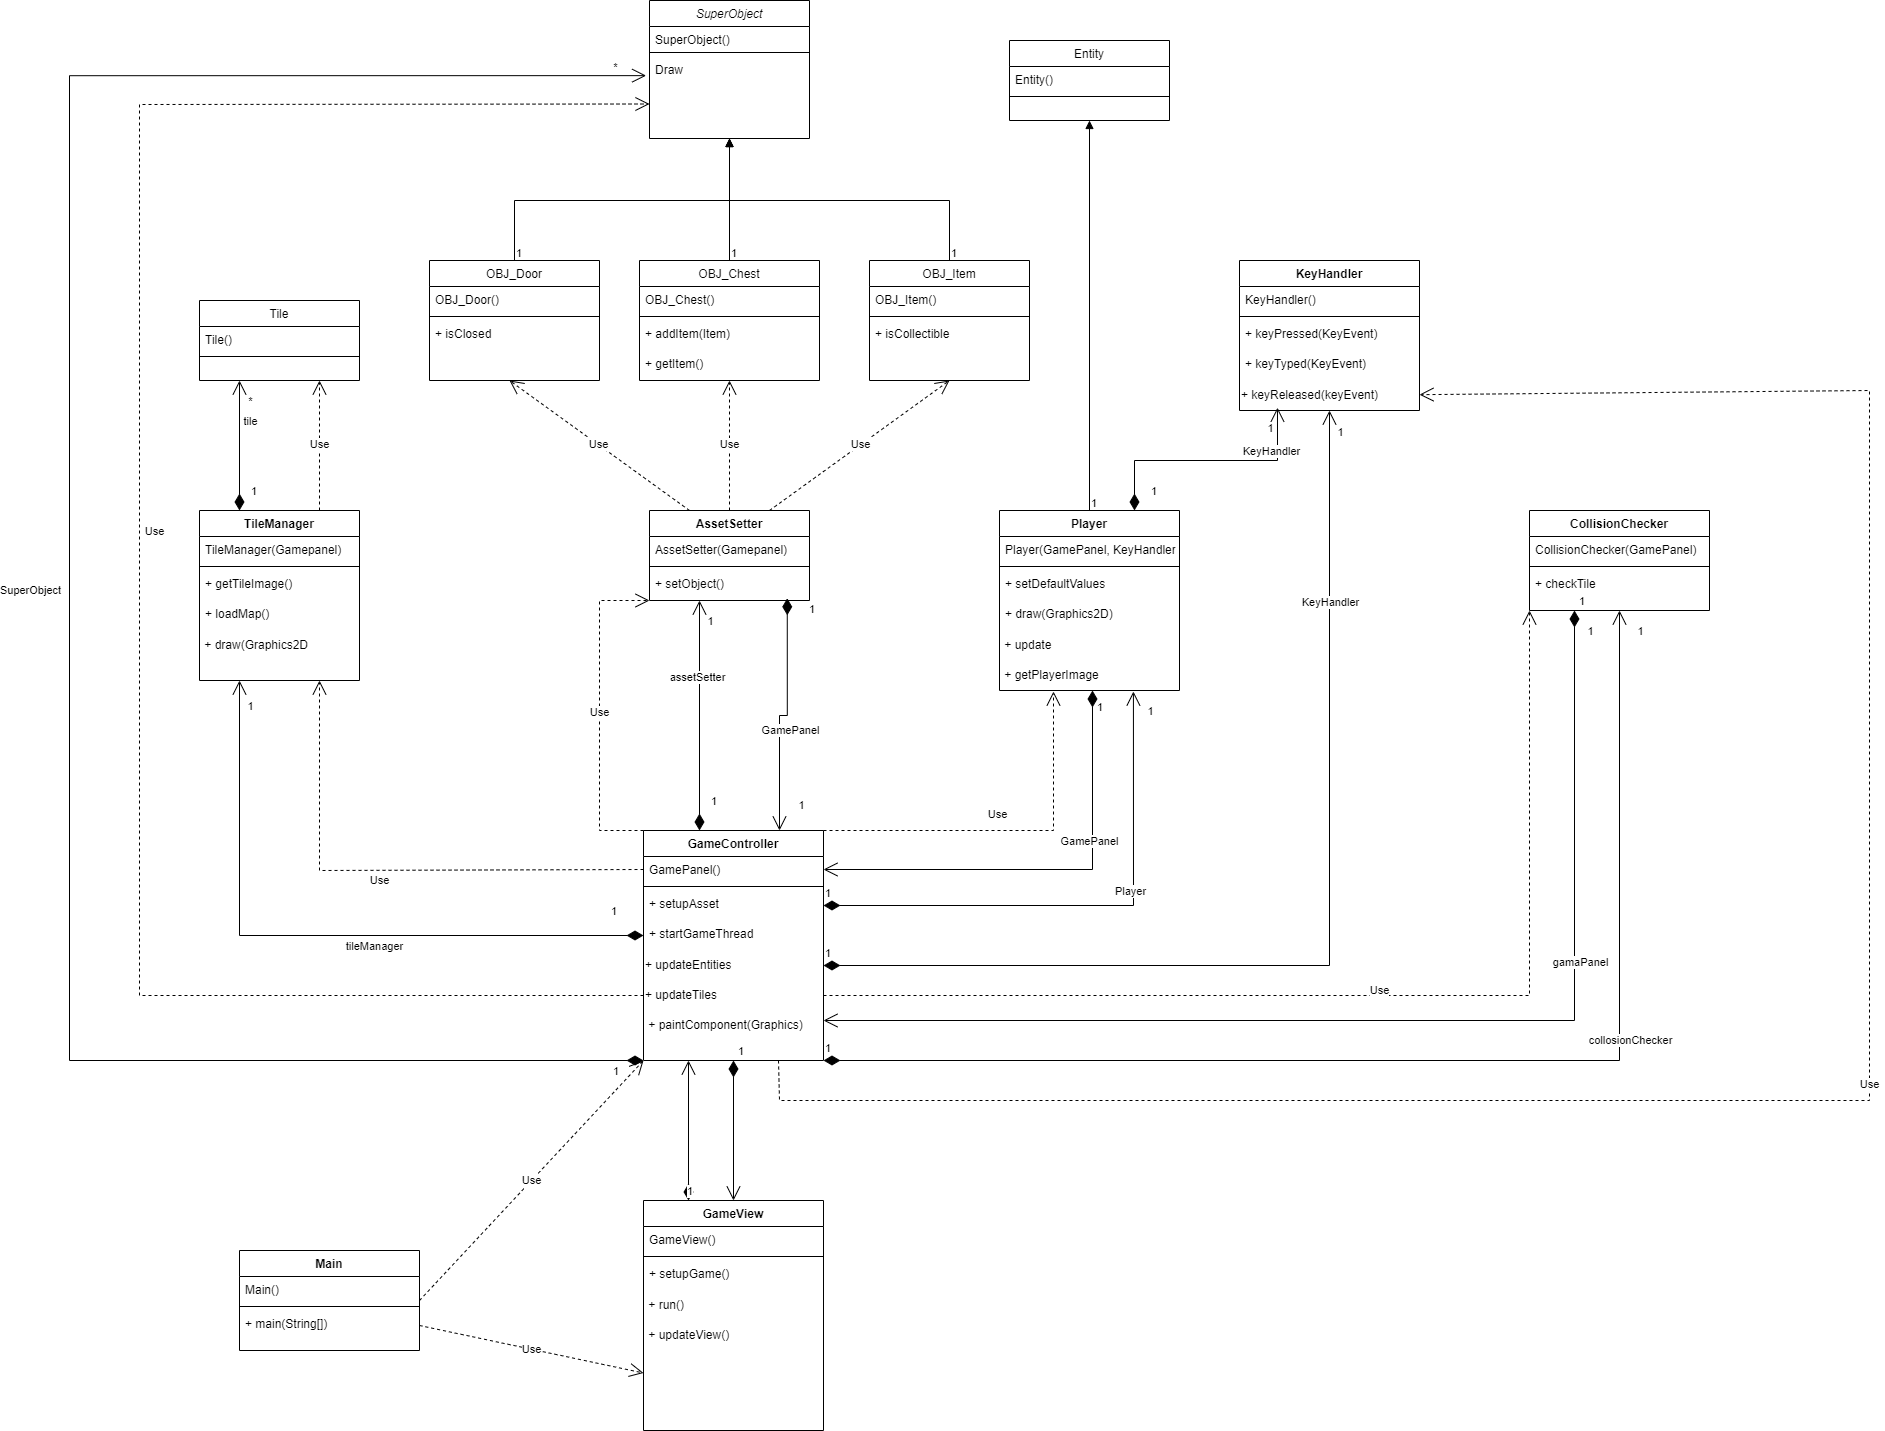 SuperObject
SuperObject()
Draw
*
Entity
Entity()
1
1
1
OBJ_Door
OBJ_Door()
+ isClosed
OBJ_Chest
OBJ_Chest()
+ addItem(Item)
+ getItem()
OBJ_Item
OBJ_Item()
+ isCollectible
KeyHandler
KeyHandler()
+ keyPressed(KeyEvent)
+ keyTyped(KeyEvent)
+ keyReleased(keyEvent)
Tile
Tile()
*
tile
Use
1
Use
Use
Use
1
1
KeyHandler
1
1
Use
SuperObject
TileManager
TileManager(Gamepanel)
+ getTileImage()
+ loadMap()
+ draw(Graphics2D
1
AssetSetter
AssetSetter(Gamepanel)
+ setObject()
1
1
Player
Player(GamePanel, KeyHandler
+ setDefaultValues
+ draw(Graphics2D)
+ update
+ getPlayerImage
1
1
KeyHandler
CollisionChecker
CollisionChecker(GamePanel)
+ checkTile
1
1
1
assetSetter
Use
GamePanel
1
1
Use
GamePanel
Player
Use
1
tileManager
GameController
GamePanel()
+ setupAsset
+ startGameThread
+ updateEntities
+ updateTiles
+ paintComponent(Graphics)
1
1
1
1
1
Use
gamaPanel
collosionChecker
Use
Use
Use
1
GameView
GameView()
+ setupGame()
+ run()
+ updateView()
Main
Main()
+ main(String[])